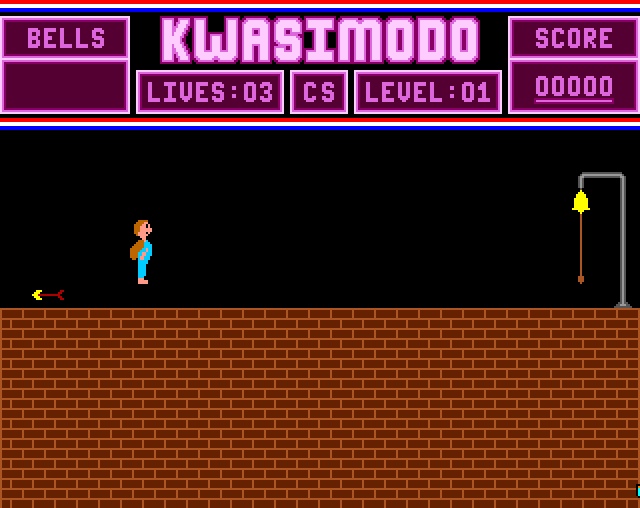 BELLS
KWASIMODO
SCORE
LIVES:03
CS
LEVEL:01
00000